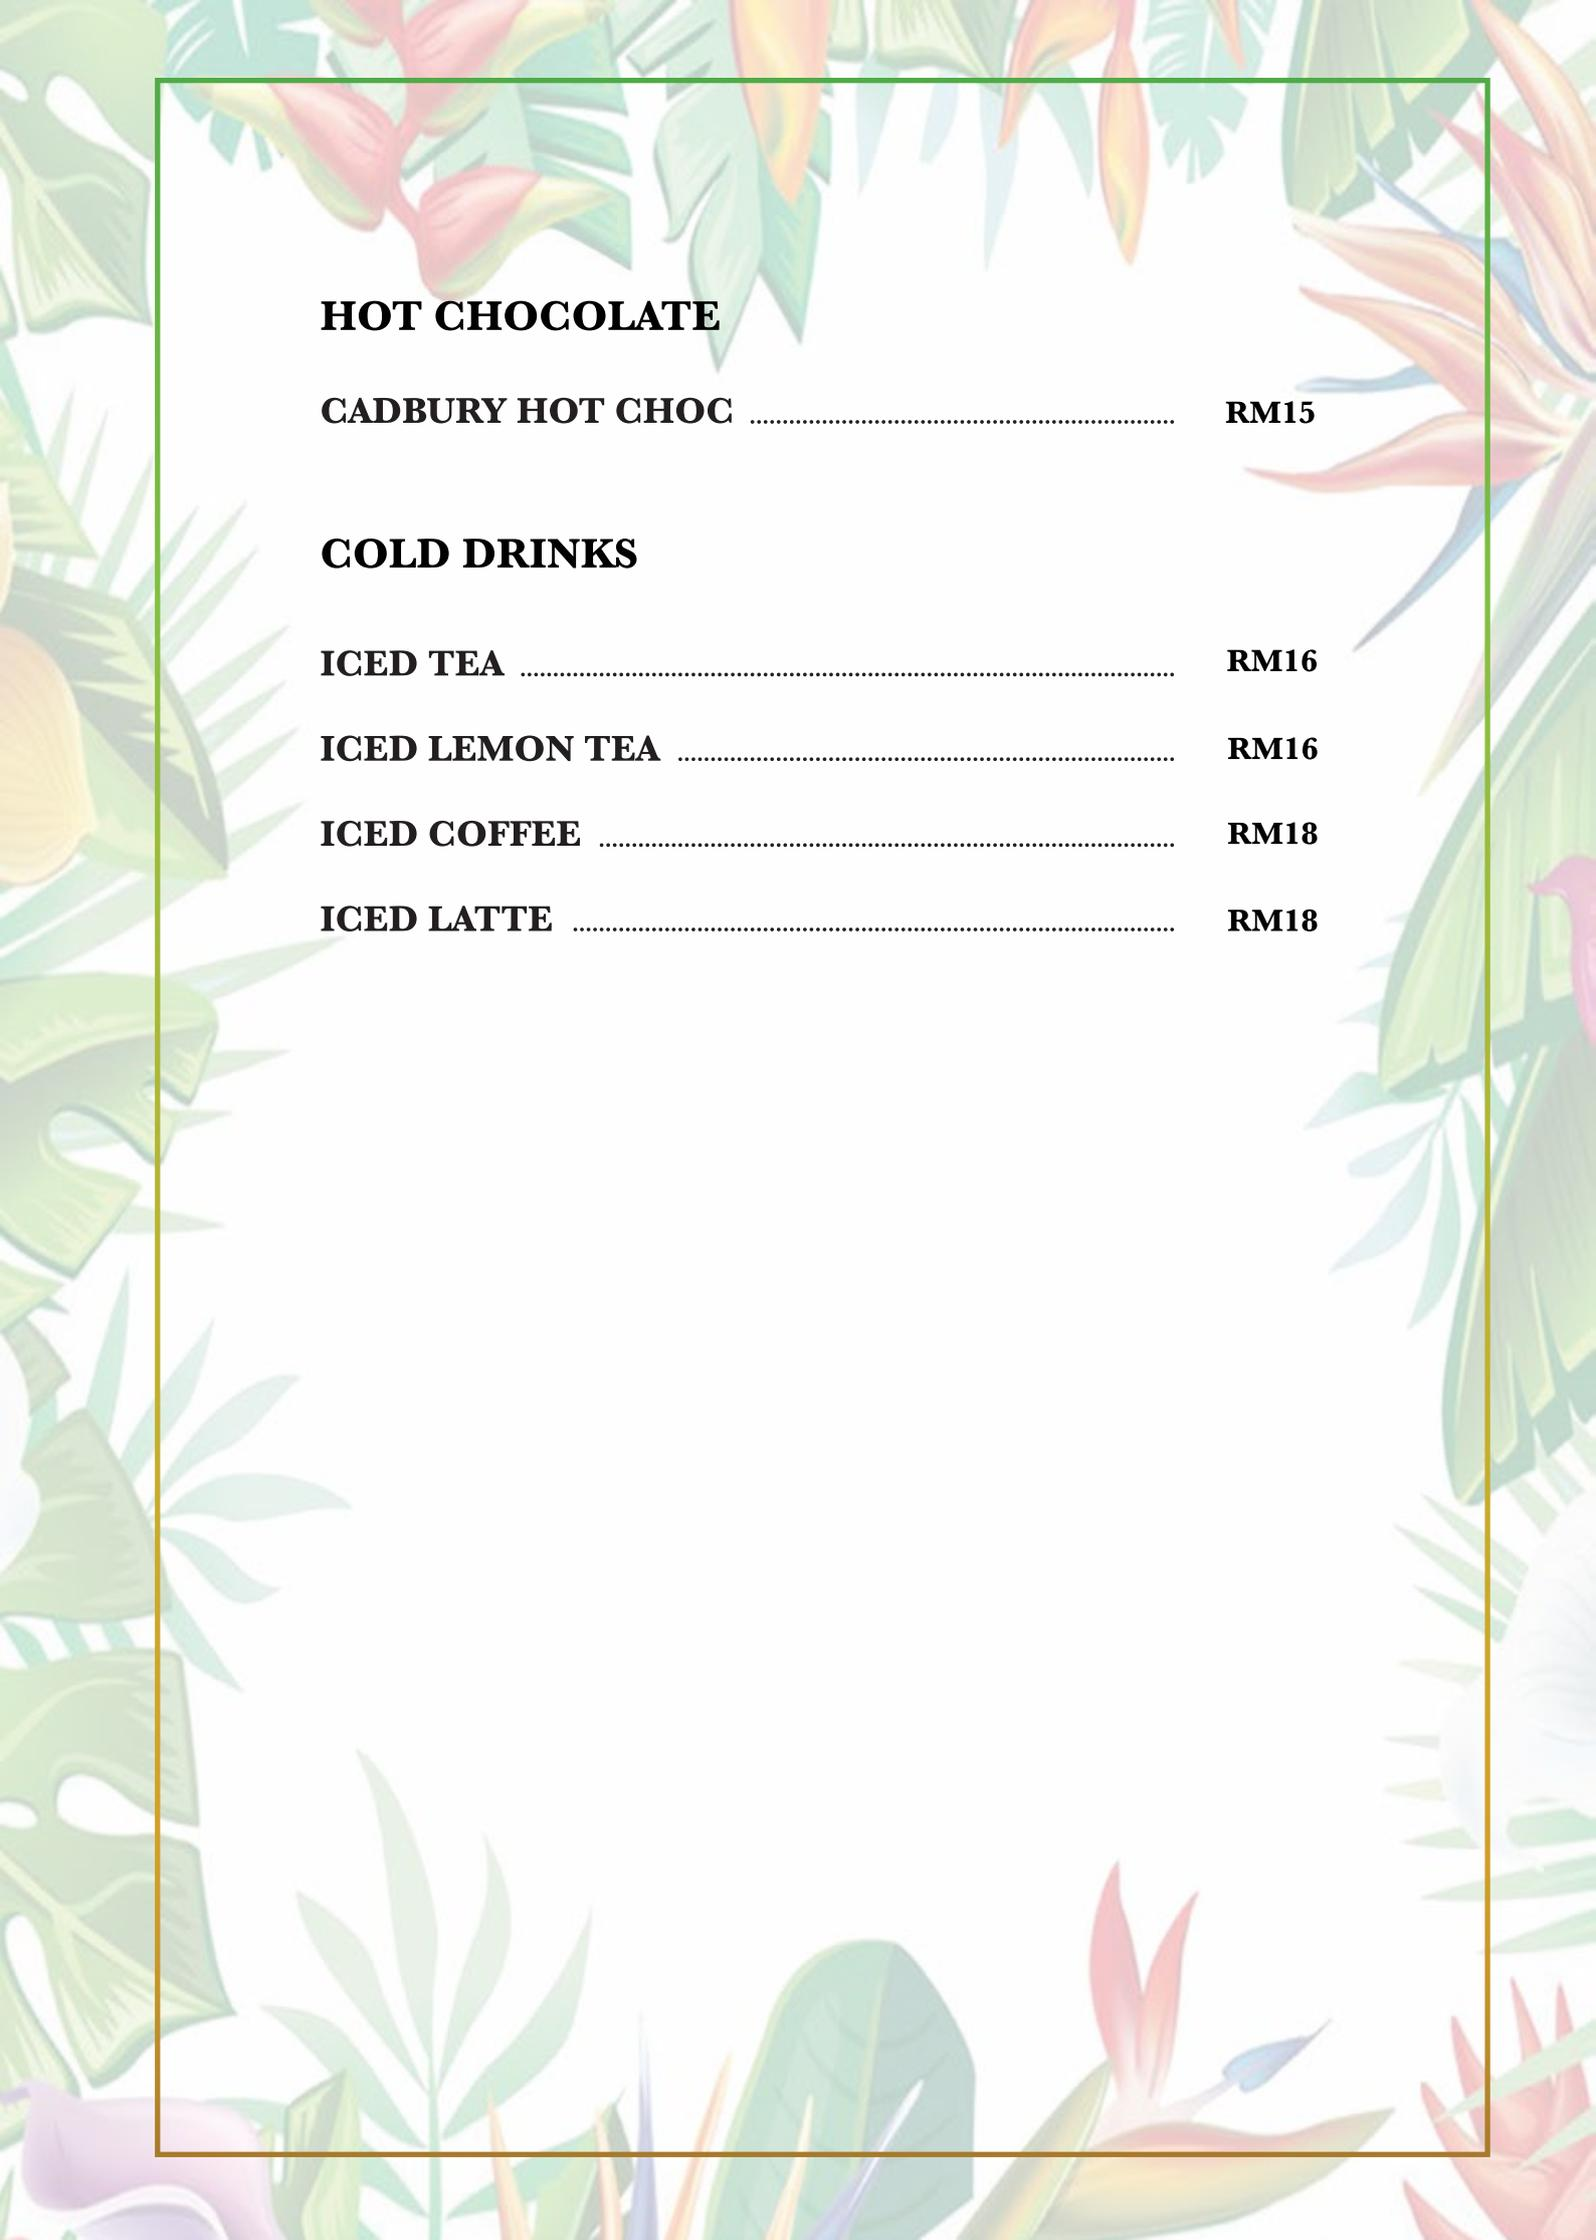 HOT CHOCOLATE
CADBURY HOT CHOC ........................ RM15
COLD DRINKS
ICED TEA ........................ RM16
ICED LEMON TEA ........................ RM16
ICED COFFEE ........................ RM18
ICED LATTE ........................ RM18